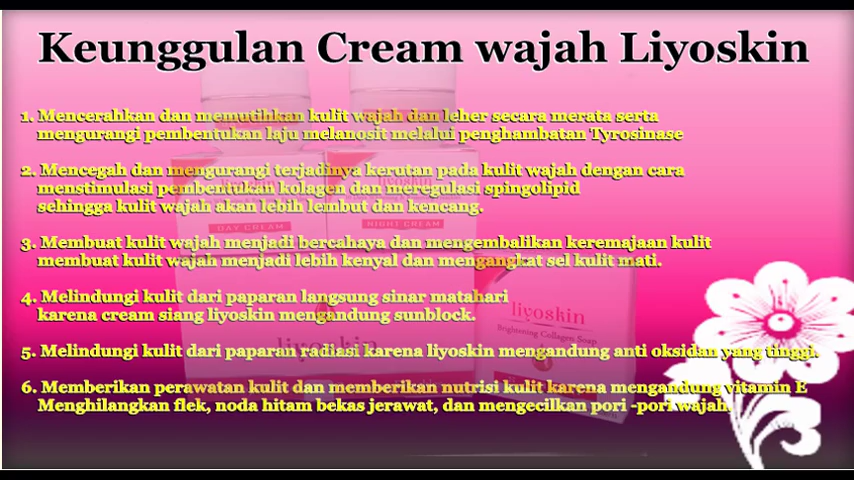 Keunggulan Cream wajah Liyoskin
1. Mencerahkan dan memutihkan kulit wajah dan leher secara merata serta
mengurangi pembentukan laju melanosit melalui penghambatan Tyrosinase
2. Mencegah dan mengurangi terjadinya kerutan pada kulit wajah dengan cara
menstimulasi pembentukan kolagen dan meregulasi spingolipid
sehingga kulit wajah akan lebih lembut dan kencang.
liyoskin
DAY CREAM
NIGHT CREAM
3. Membuat kulit wajah menjadi bercahaya dan mengembalikan keremajaan kulit
membuat kulit wajah menjadi lebih kenyal dan mengangkat sel kulit mati.
4. Melindungi kulit dari paparan langsung sinar matahari
karena cream siang liyoskin mengandung sunblock.
liyoskin
Brightening Collagen Soap
liyoskin
5. Melindungi kulit dari paparan radiasi karena liyoskin mengandung anti oksidan yang tinggi.
6. Memberikan perawatan kulit dan memberikan nutrisi kulit karena mengandung vitamin E
Menghilangkan flek, noda hitam bekas jerawat, dan mengecilkan pori -pori wajah.